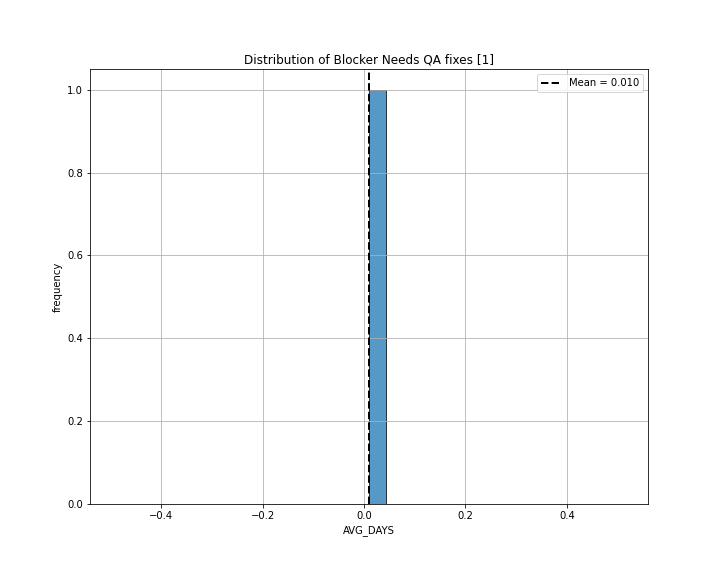 Distribution of Blocker Needs QA fixes [1]
Mean = 0.010
1.0
0.8
0.6
0.4
0.2
0.0
frequency
−0.4
−0.2
0.0
0.2
0.4
AVG_DAYS